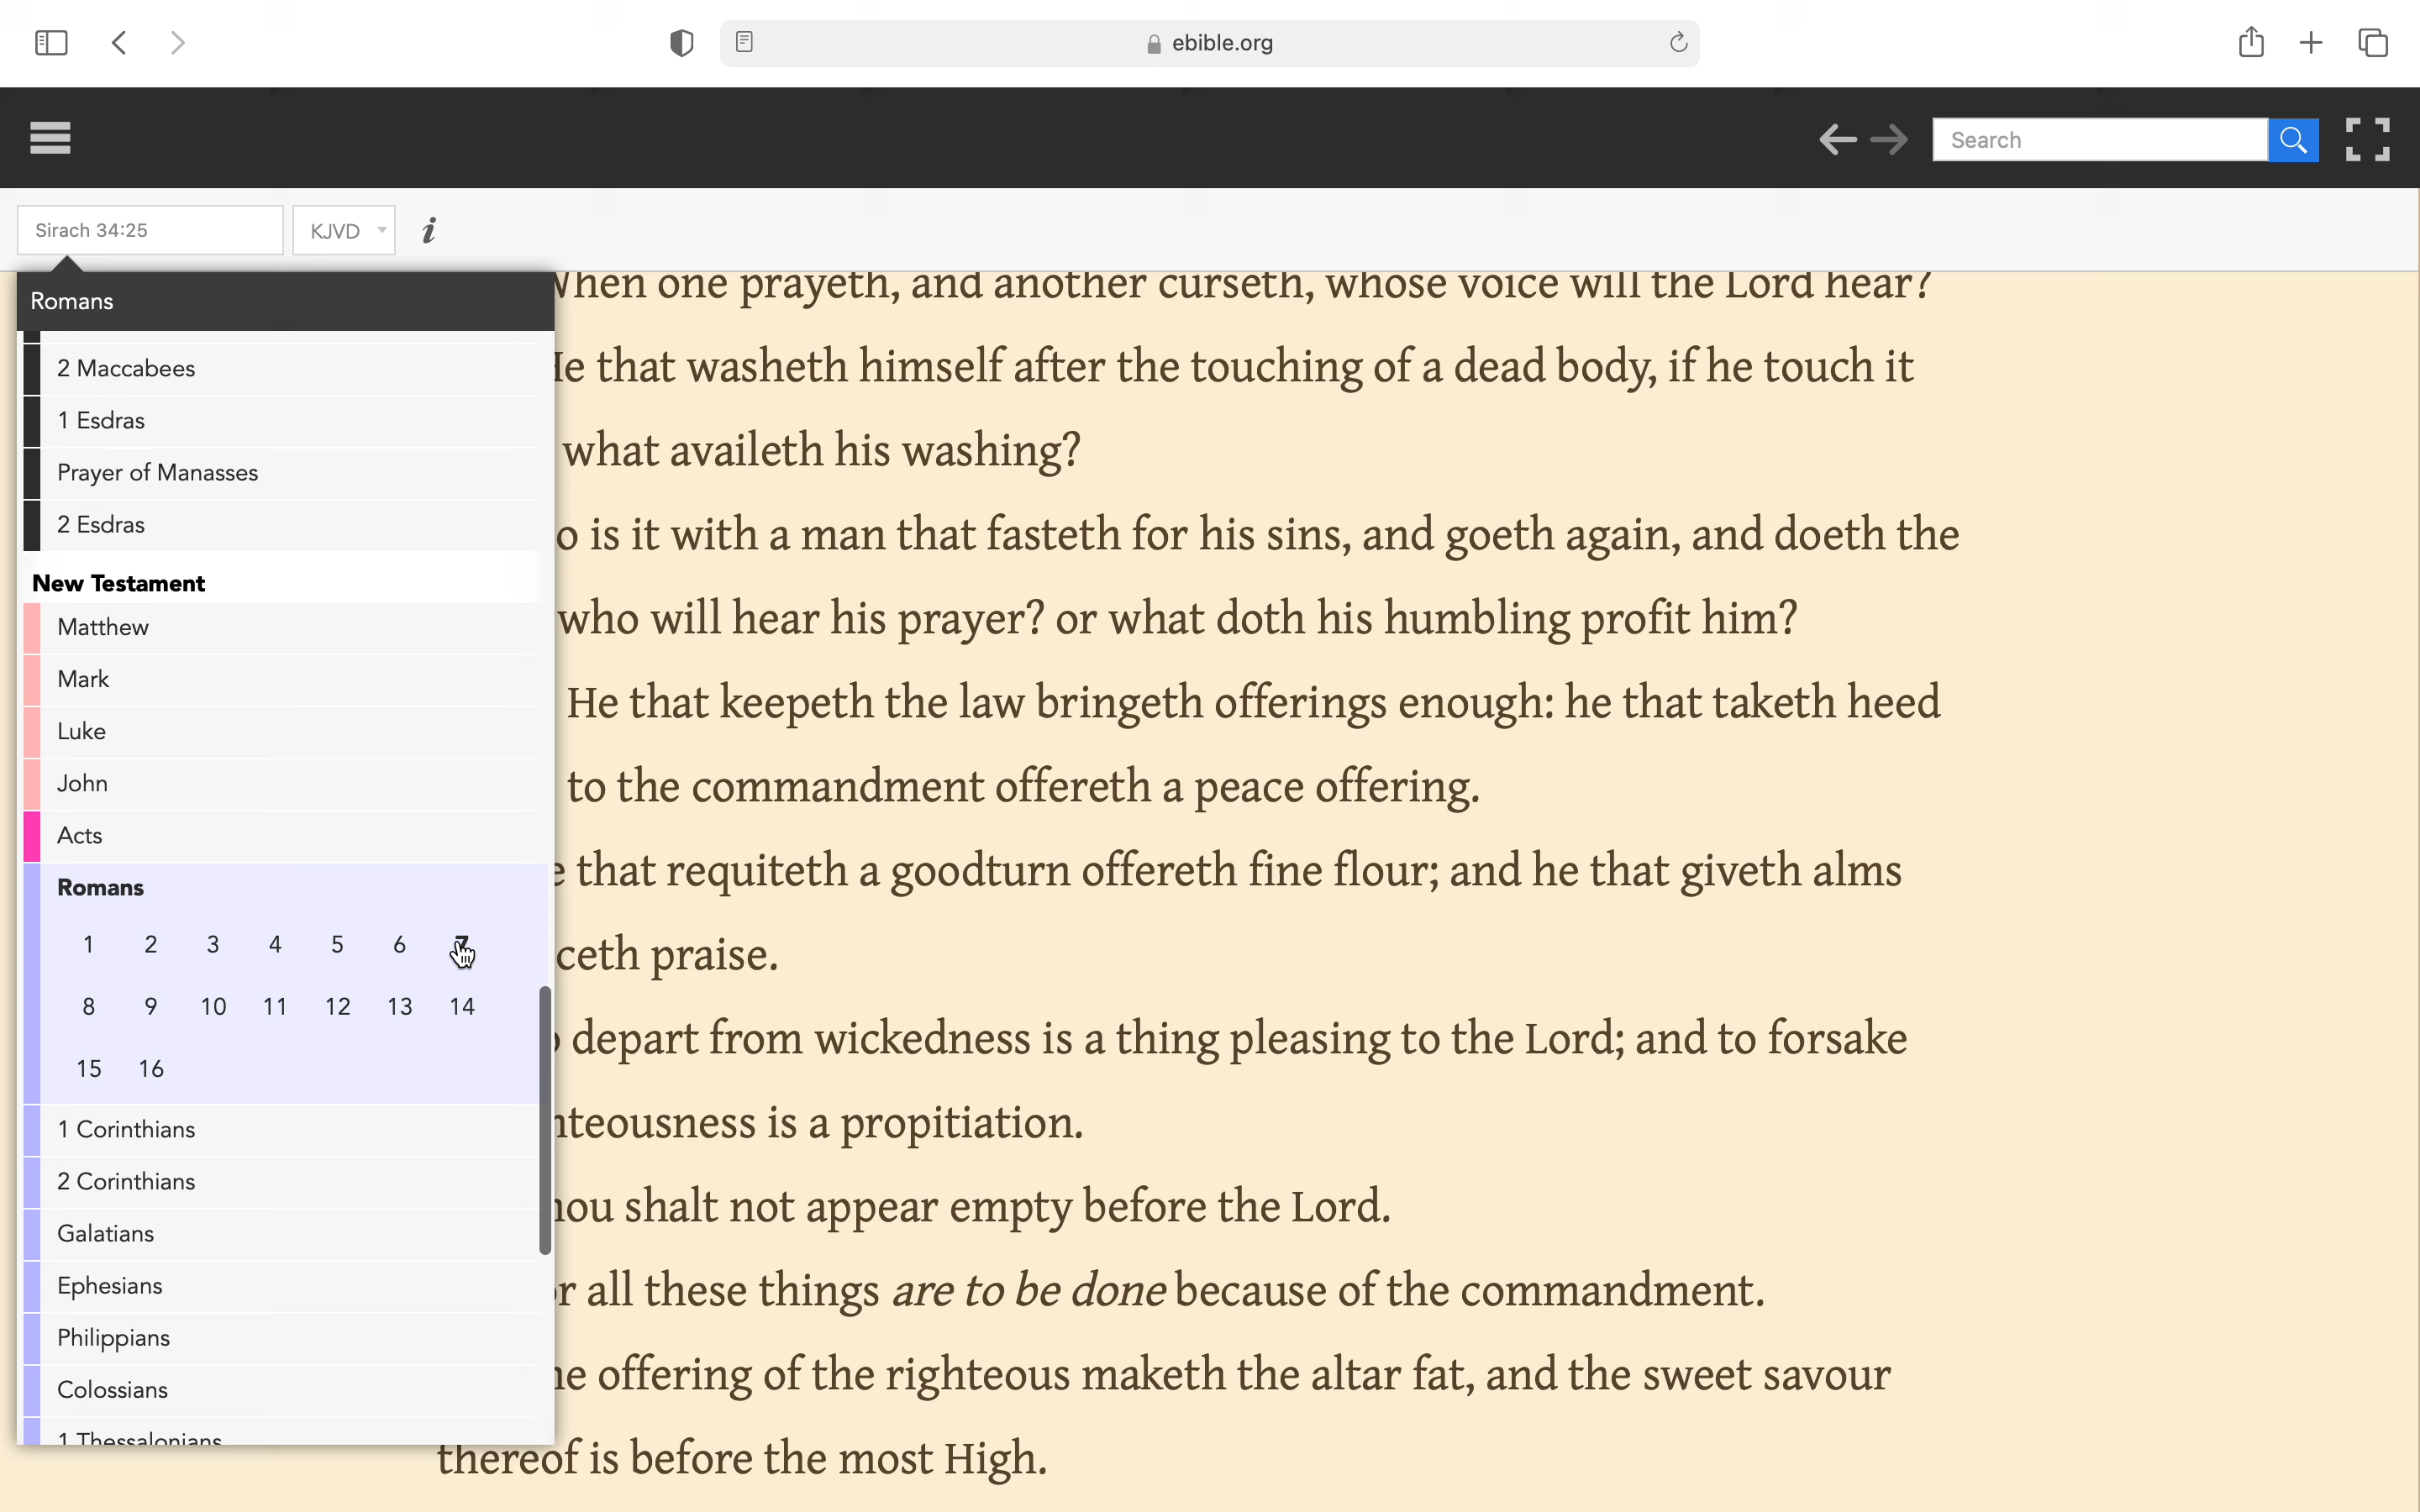 ebible.org
Search
Sirach 34:25
KJVD
i
Romans
2 Maccabees
1 Esdras
Prayer of Manasses
2 Esdras
New Testament
Matthew
Mark
Luke
John
Acts
Romans
1 2 3 4 5 6 7
8 9 10 11 12 13 14
15 16
1 Corinthians
2 Corinthians
Galatians
Ephesians
Philippians
Colossians
1 Thessalonians
one prayeth, and another curseth, whose voice will the Lord hear?
that washeth himself after the touching of a dead body, if he touch it
what availeth his washing?
is it with a man that fasteth for his sins, and goeth again, and doeth the
who will hear his prayer? or what doth his humbling profit him?
He that keepeth the law bringeth offerings enough: he that taketh heed
to the commandment offereth a peace offering.
that requiteth a goodturn offereth fine flour; and he that giveth alms
praise.
depart from wickedness is a thing pleasing to the Lord; and to forsake
is a propitiation.
shalt not appear empty before the Lord.
all these things are to be done because of the commandment.
offering of the righteous maketh the altar fat, and the sweet savour
thereof is before the most High.